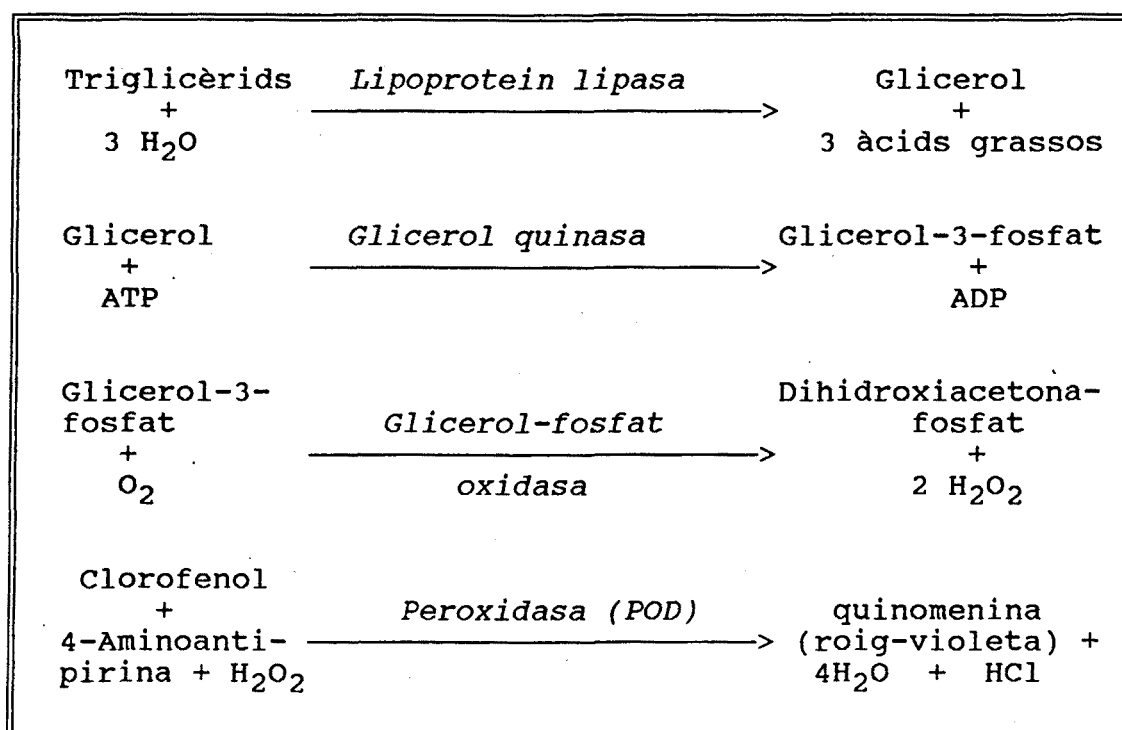 Triglicèrids Lipoprotein lipasa Glicerol
+ ————> +
3 H₂O 3 àcids grassos
Glicerol Glicerol quinasa Glicerol-3-fosfat
+ ————> +
ATP ADP
Glicerol-3- Dihidroxiacetona-
fosfat Glicerol-fosfat fosfat
+ ————> +
O₂ oxidasa 2 H₂O₂
Clorofenol
+ Peroxidasa (POD) quinomenina
4-Aminoanti- ————> (roig-violeta) +
pirina + H₂O₂ 4H₂O + HCl